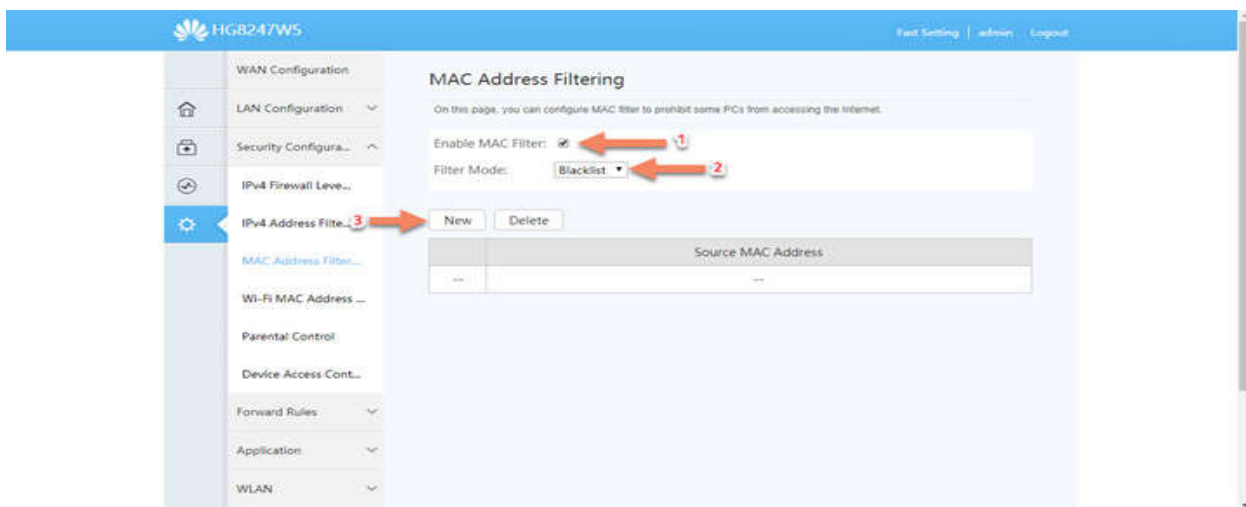 HG8247W5
Fast Setting | admin Logout
WAN Configuration
LAN Configuration
Security Configura...
IPv4 Firewall Leve...
IPv4 Address Filte...
MAC Address Filter...
Wi-Fi MAC Address ...
Parental Control
Device Access Cont...
Forward Rules
Application
WLAN
MAC Address Filtering
On this page, you can configure MAC filter to prohibit some PCs from accessing the Internet.
Enable MAC Filter: 1
Filter Mode: Blacklist 2
3 New Delete
Source MAC Address
-- --